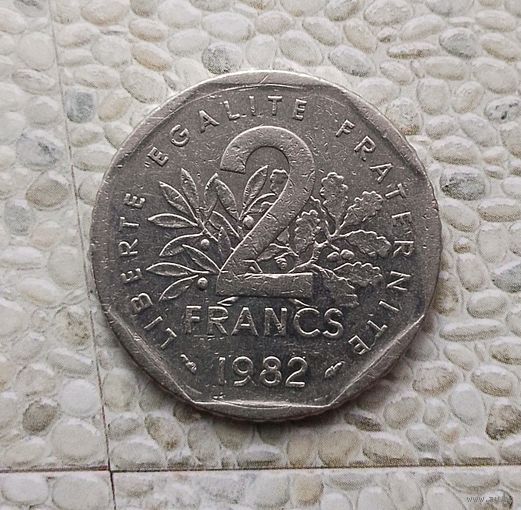 LIBERTE EGALITE FRATERNITE
2
FRANCS
1982